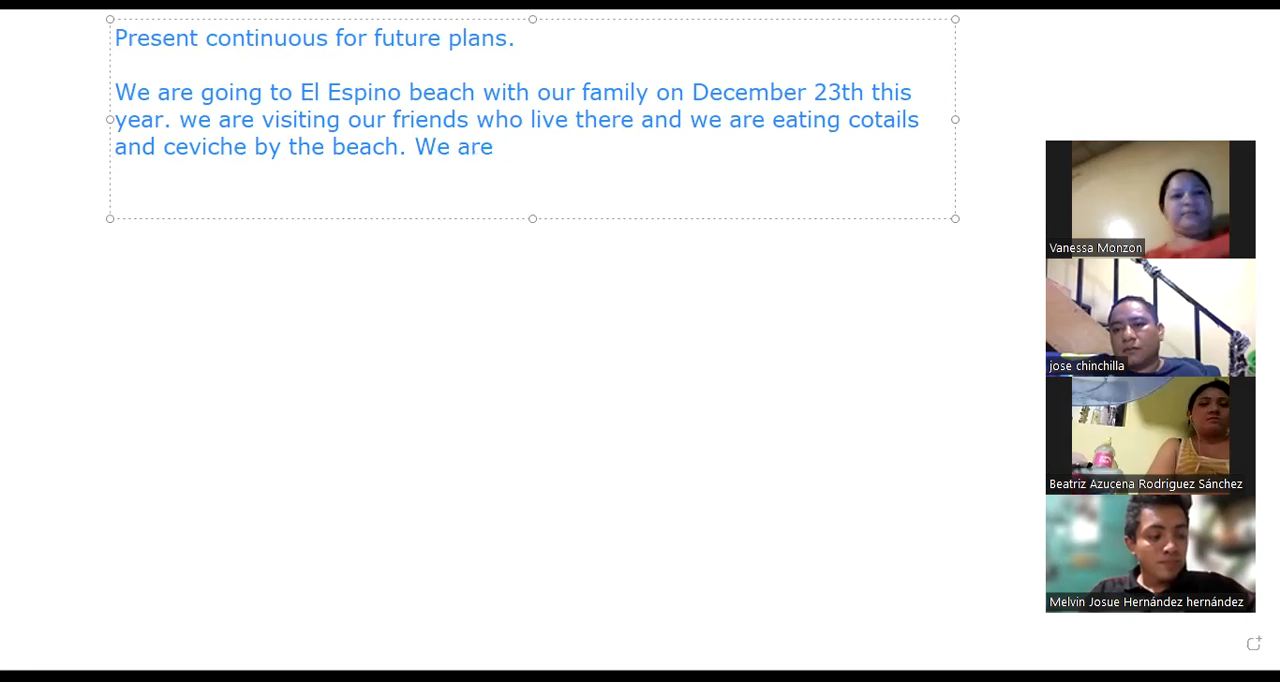 Present continuous for future plans.
We are going to El Espino beach with our family on December 23th this
year. we are visiting our friends who live there and we are eating cotails
and ceviche by the beach. We are
Vanessa Monzon
jose chinchilla
Beatriz Azucena Rodriguez Sánchez
Melvin Josue Hernández hernández